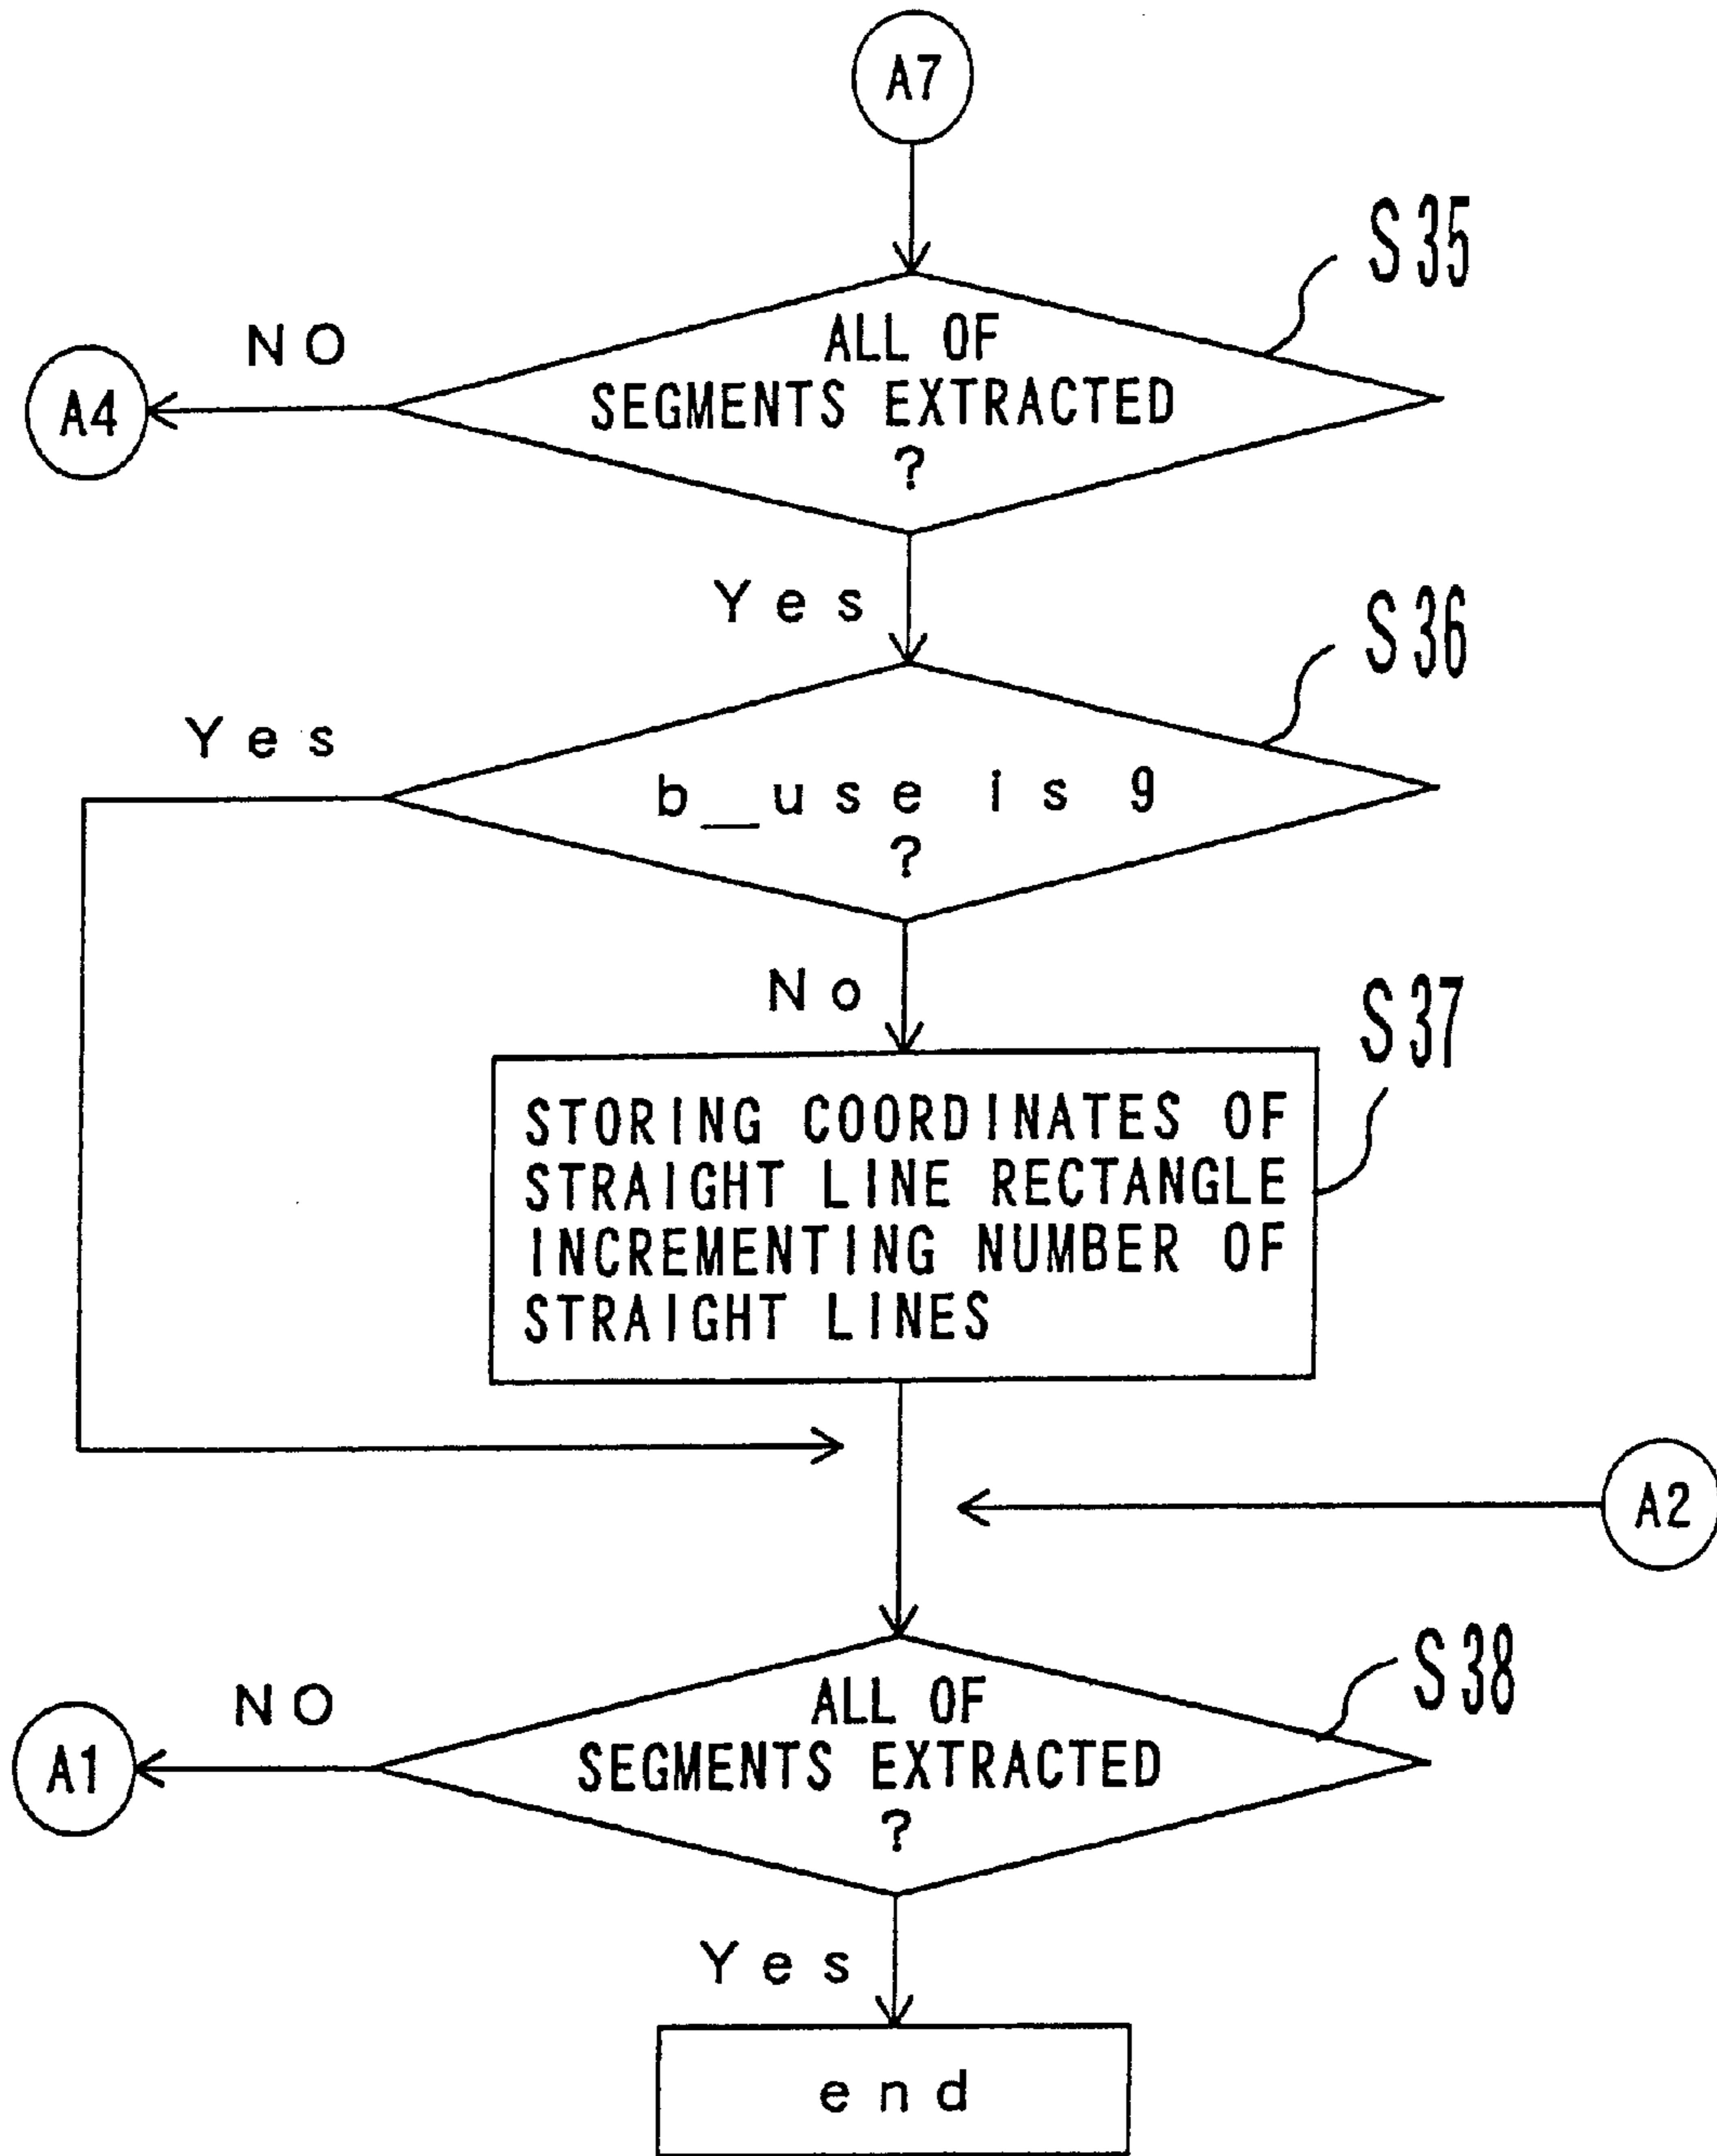 A7
S35
ALL OF
SEGMENTS EXTRACTED
?
NO
A4
Yes
S36
b_use is 9
?
Yes
No
S37
STORING COORDINATES OF
STRAIGHT LINE RECTANGLE
INCREMENTING NUMBER OF
STRAIGHT LINES
A2
S38
ALL OF
SEGMENTS EXTRACTED
?
NO
A1
Yes
end